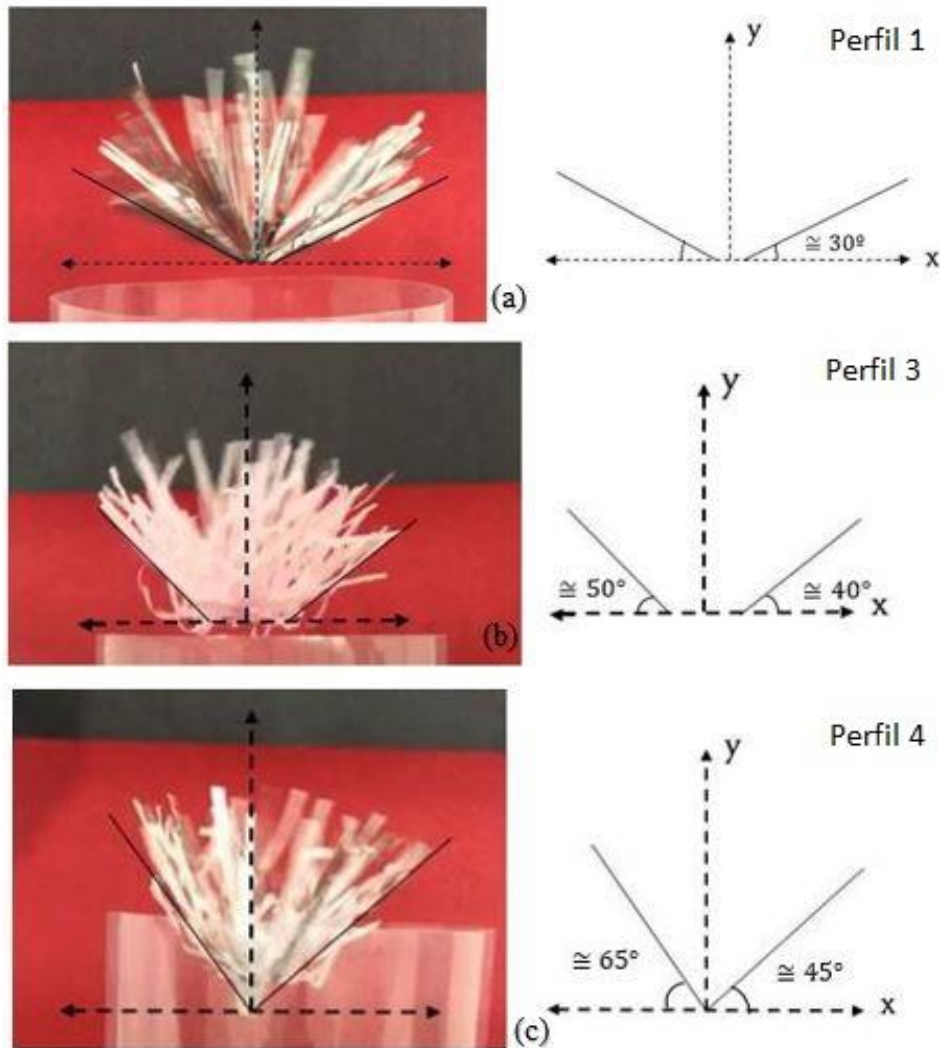 y
Perfil 1
≅ 30º
x
(a)
Perfil 3
y
≅ 50°
≅ 40°
x
(b)
Perfil 4
y
≅ 65°
≅ 45°
x
(c)